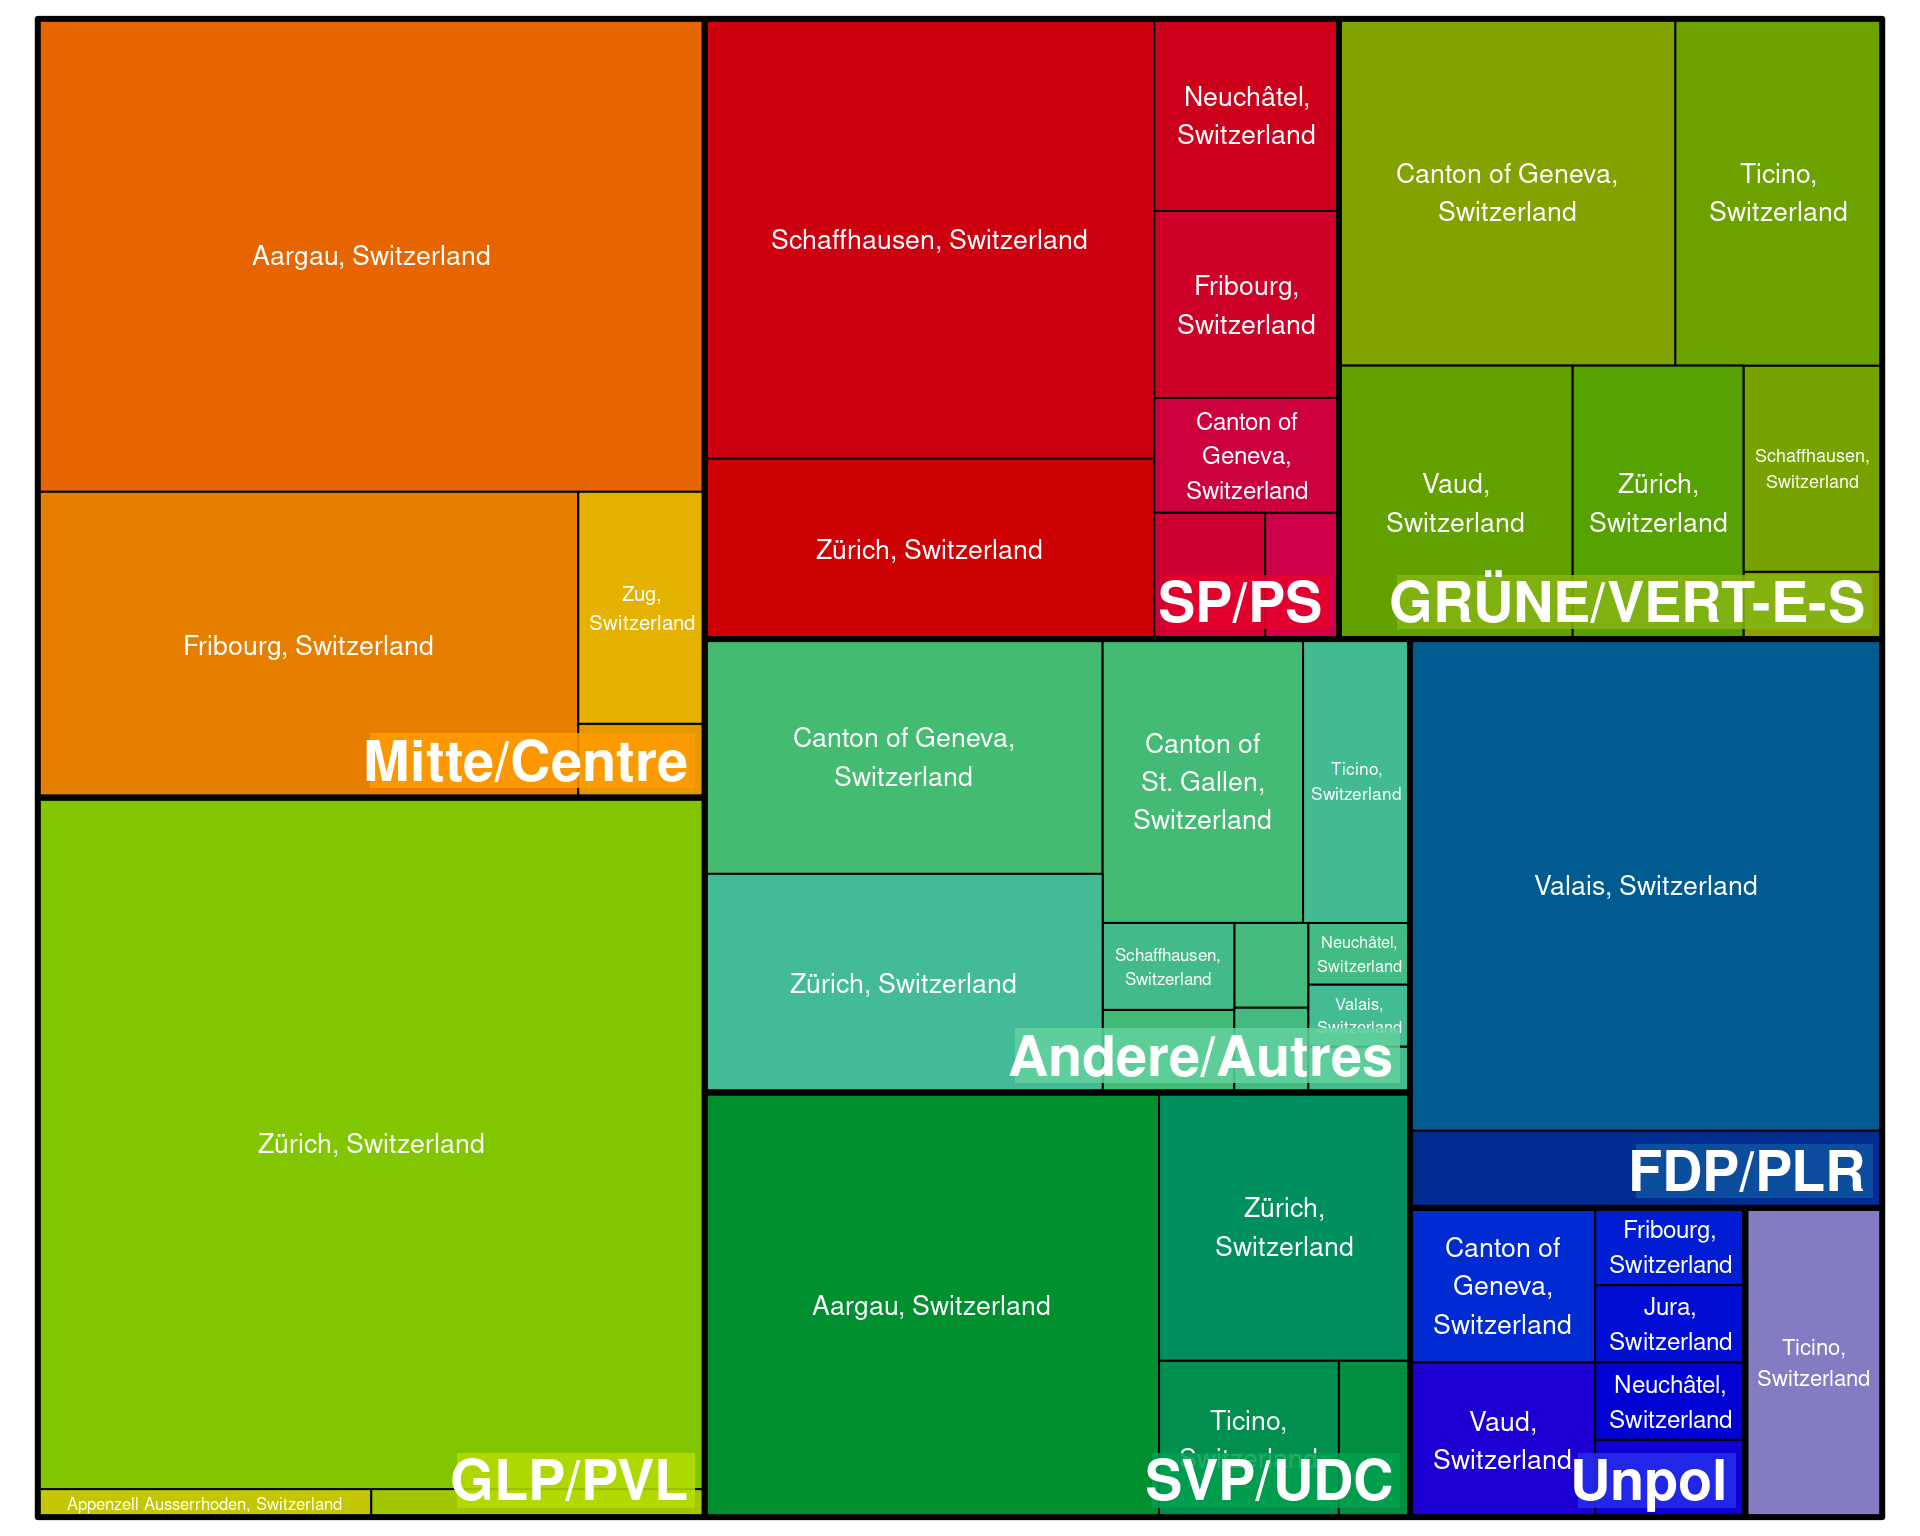 Aargau, Switzerland
Fribourg, Switzerland
Zug,
Switzerland
Mitte/Centre
Zürich, Switzerland
Appenzell Ausserrhoden, Switzerland
GLP/PVL
Schaffhausen, Switzerland
Neuchâtel,
Switzerland
Fribourg,
Switzerland
Canton of
Geneva,
Switzerland
Zürich, Switzerland
SP/PS
Canton of Geneva,
Switzerland
Ticino,
Switzerland
Vaud,
Switzerland
Zürich,
Switzerland
Schaffhausen,
Switzerland
GRÜNE/VERT-E-S
Canton of Geneva,
Switzerland
Canton of
St. Gallen,
Switzerland
Ticino,
Switzerland
Zürich, Switzerland
Schaffhausen,
Switzerland
Neuchâtel,
Switzerland
Valais,
Switzerland
Andere/Autres
Valais, Switzerland
FDP/PLR
Aargau, Switzerland
Zürich,
Switzerland
Ticino,
Switzerland
SVP/UDC
Canton of
Geneva,
Switzerland
Fribourg,
Switzerland
Jura,
Switzerland
Neuchâtel,
Switzerland
Vaud,
Switzerland
Unpol
Ticino,
Switzerland